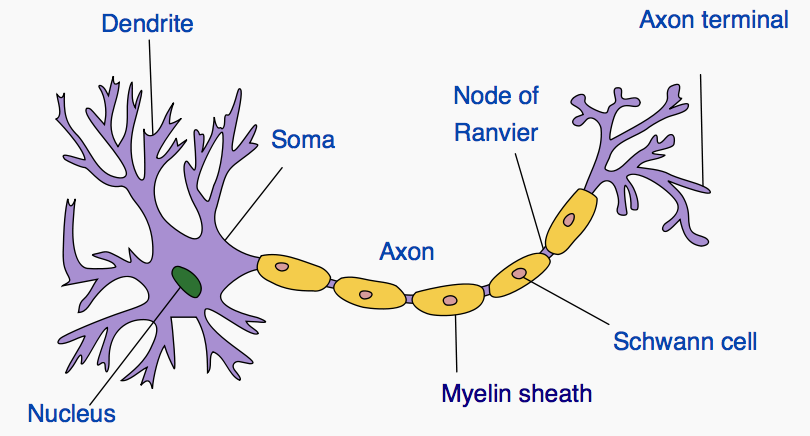 Dendrite
Axon terminal
Node of
Ranvier
Soma
Axon
Schwann cell
Myelin sheath
Nucleus